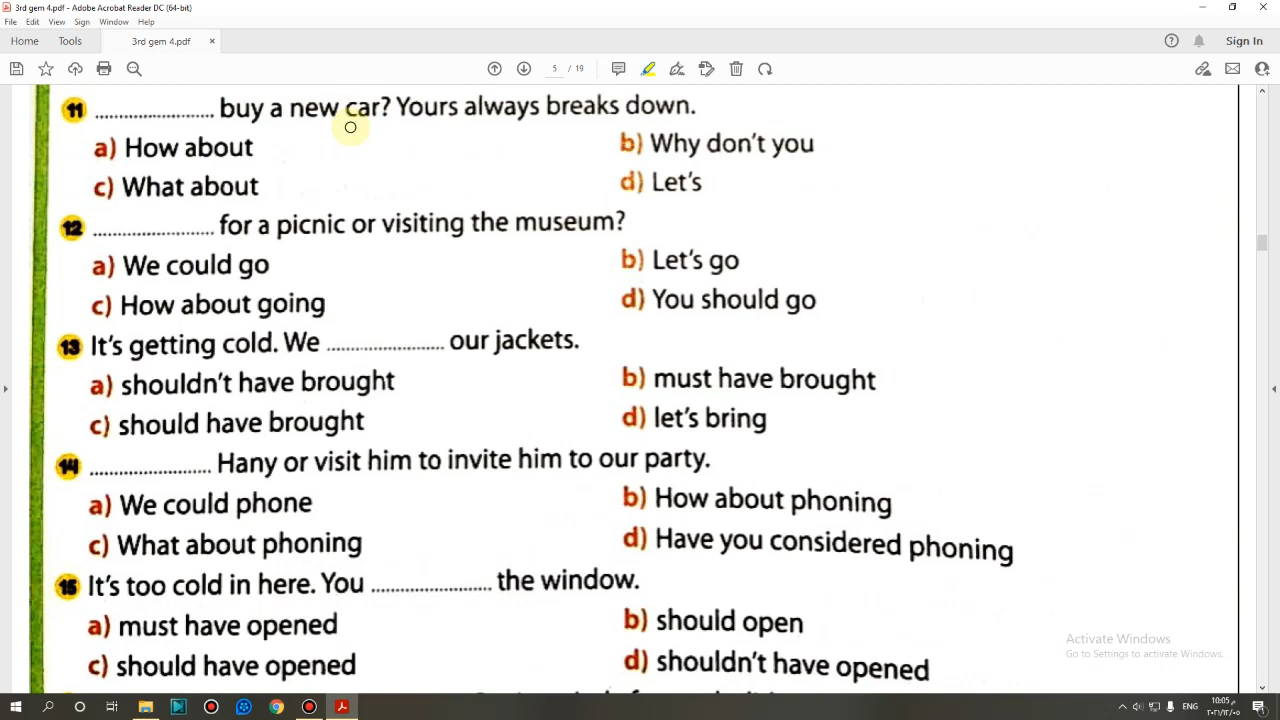 3rd gem 4.pdf - Adobe Acrobat Reader DC (64-bit)
File Edit View Sign Window Help
Home Tools 3rd gem 4.pdf × Sign In
5 / 19
11 ........................ buy a new car? Yours always breaks down.
a) How about b) Why don't you
c) What about d) Let's
12 ........................ for a picnic or visiting the museum?
a) We could go b) Let's go
c) How about going d) You should go
13 It's getting cold. We ........................ our jackets.
a) shouldn't have brought b) must have brought
c) should have brought d) let's bring
14 ........................ Hany or visit him to invite him to our party.
a) We could phone b) How about phoning
c) What about phoning d) Have you considered phoning
15 It's too cold in here. You ........................ the window.
a) must have opened b) should open
c) should have opened d) shouldn't have opened
Activate Windows
Go to Settings to activate Windows.
ENG 10:05 م